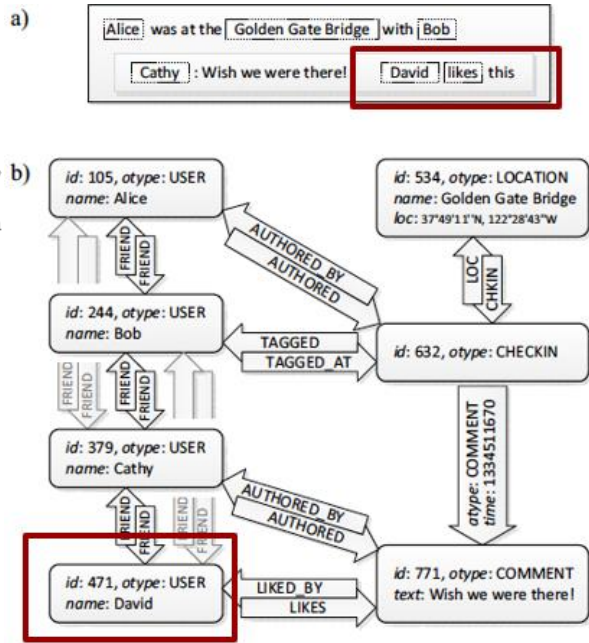 a)
Alice was at the Golden Gate Bridge with Bob
Cathy : Wish we were there! David likes this
b)
id: 105, otype: USER
name: Alice
id: 534, otype: LOCATION
name: Golden Gate Bridge
loc: 37°49'11"N, 122°28'43"W
FRIEND
FRIEND
AUTHORED_BY
AUTHORED
LOC
CHKIN
id: 244, otype: USER
name: Bob
TAGGED
TAGGED_AT
id: 632, otype: CHECKIN
FRIEND
FRIEND
FRIEND
FRIEND
id: 379, otype: USER
name: Cathy
AUTHORED_BY
AUTHORED
atype: COMMENT
time: 1334511670
FRIEND
FRIEND
FRIEND
FRIEND
id: 471, otype: USER
name: David
LIKED_BY
LIKES
id: 771, otype: COMMENT
text: Wish we were there!